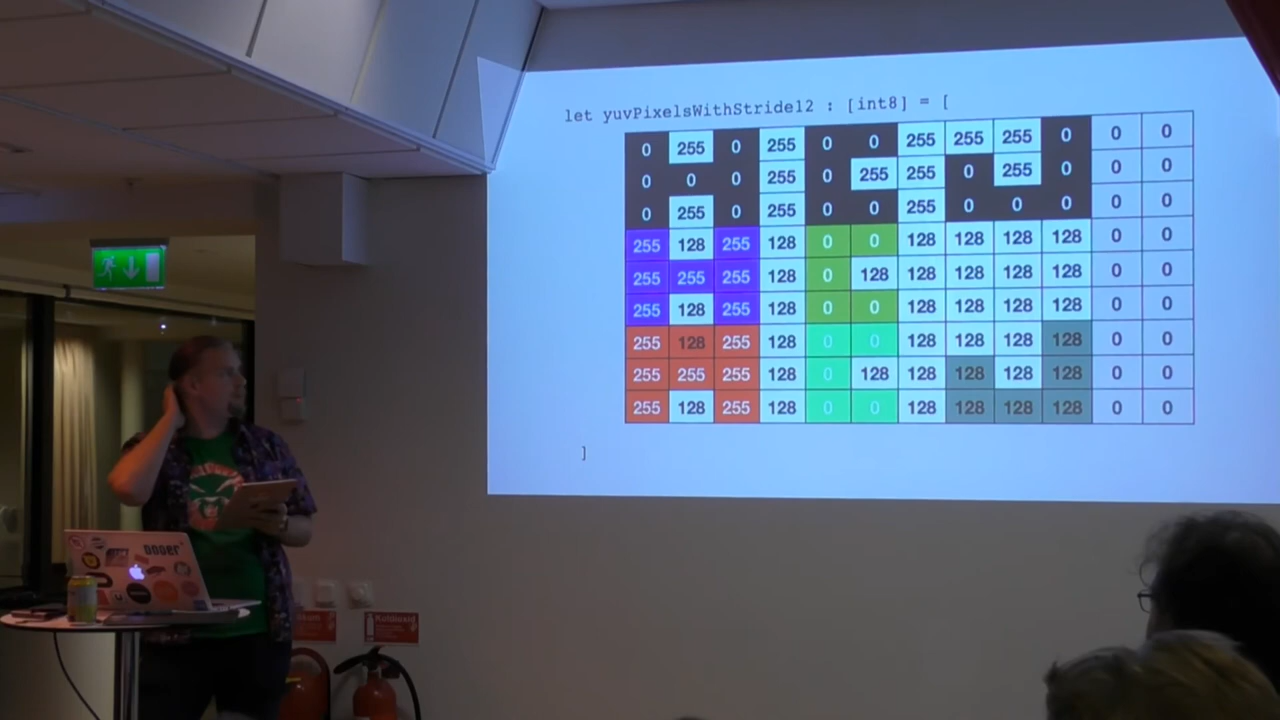 let yuvPixelsWithStride12 : [int8] = [
0 255 0 255 0 0 255 255 255 0 0 0
0 0 0 255 0 255 255 0 255 0 0 0
0 255 0 255 0 0 255 0 0 0 0 0
255 128 255 128 0 0 128 128 128 128 0 0
255 255 255 128 0 128 128 128 128 128 0 0
255 128 255 128 0 0 128 128 128 128 0 0
255 128 255 128 0 0 128 128 128 128 0 0
255 255 255 128 0 128 128 128 128 128 0 0
255 128 255 128 0 0 128 128 128 128 0 0
]